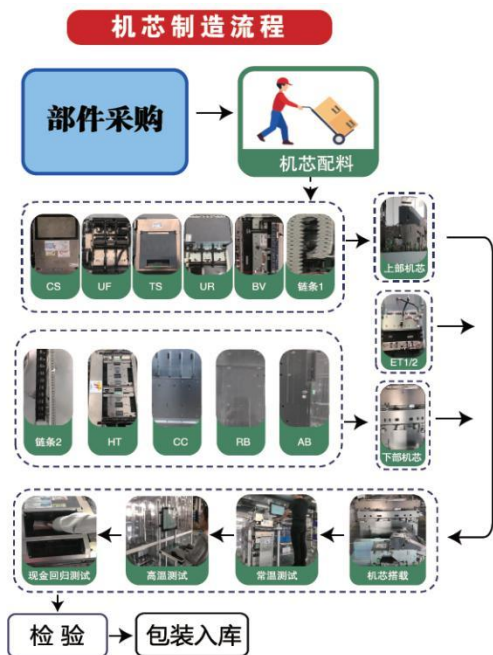 机芯制造流程
部件采购
机芯配料
CS
UF
TS
UR
BV
链条1
上部机芯
ET1/2
链条2
HT
CC
RB
AB
下部机芯
现金回归测试
高温测试
常温测试
机芯搭载
检验
包装入库